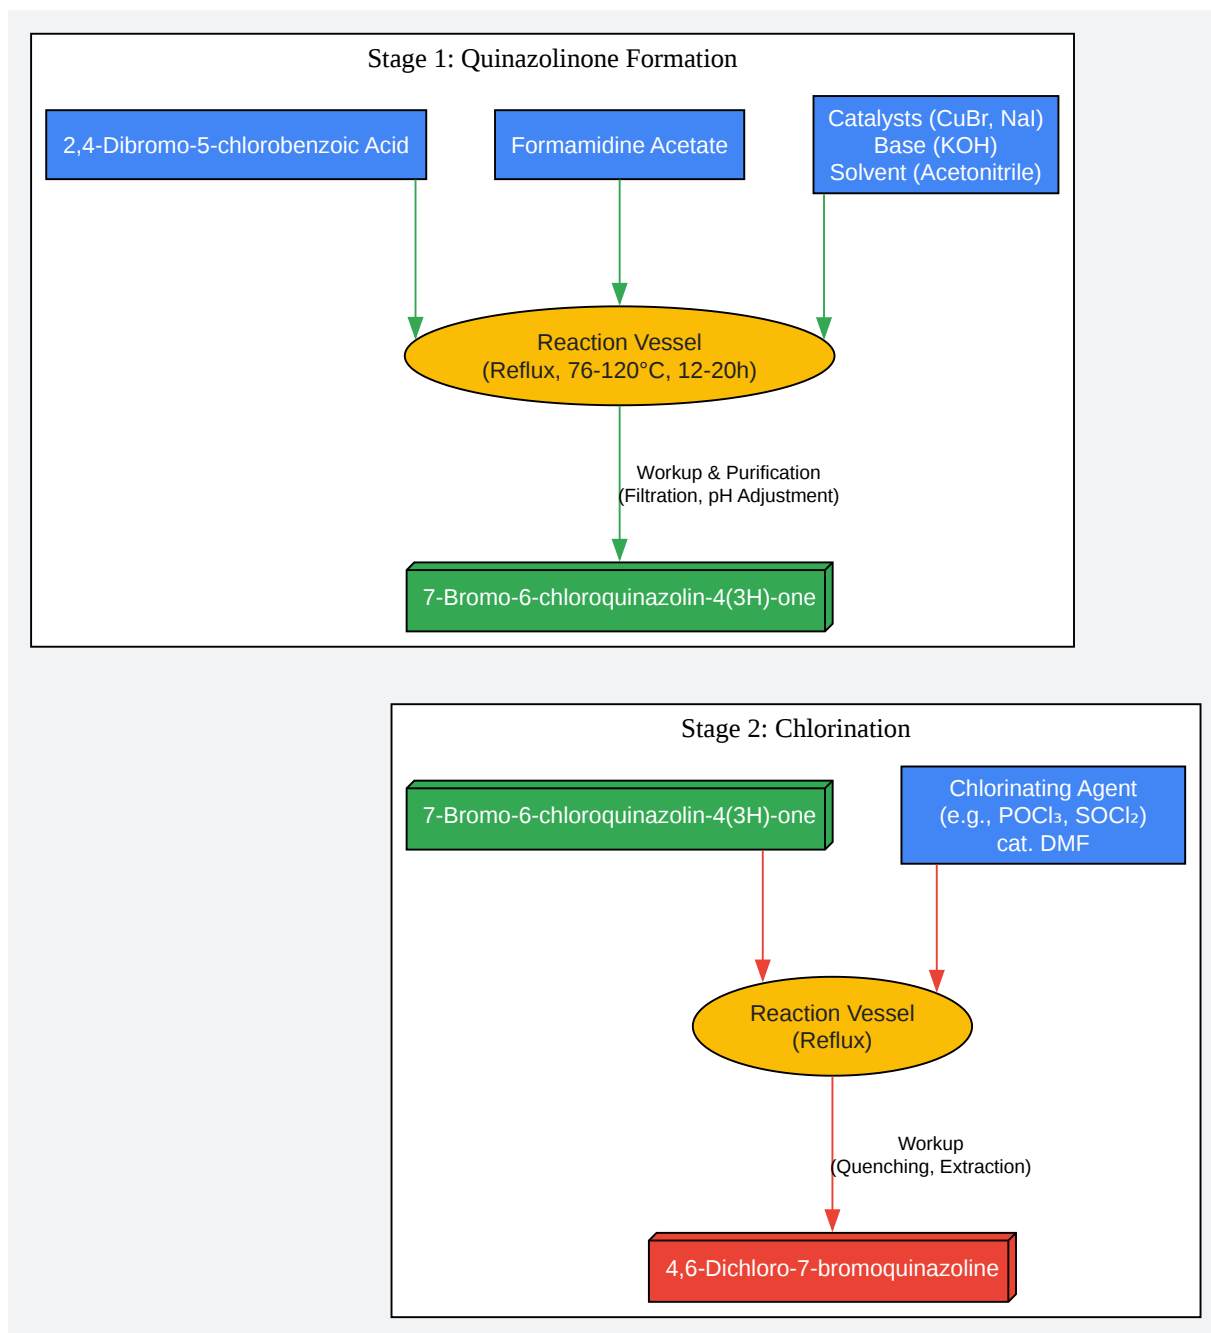 Stage 1: Quinazolinone Formation
2,4-Dibromo-5-chlorobenzoic Acid
Formamidine Acetate
Catalysts (CuBr, NaI)
Base (KOH)
Solvent (Acetonitrile)
Reaction Vessel
(Reflux, 76-120°C, 12-20h)
Workup & Purification
(Filtration, pH Adjustment)
7-Bromo-6-chloroquinazolin-4(3H)-one
Stage 2: Chlorination
7-Bromo-6-chloroquinazolin-4(3H)-one
Chlorinating Agent
(e.g., POCl₃, SOCl₂)
cat. DMF
Reaction Vessel
(Reflux)
Workup
(Quenching, Extraction)
4,6-Dichloro-7-bromoquinazoline